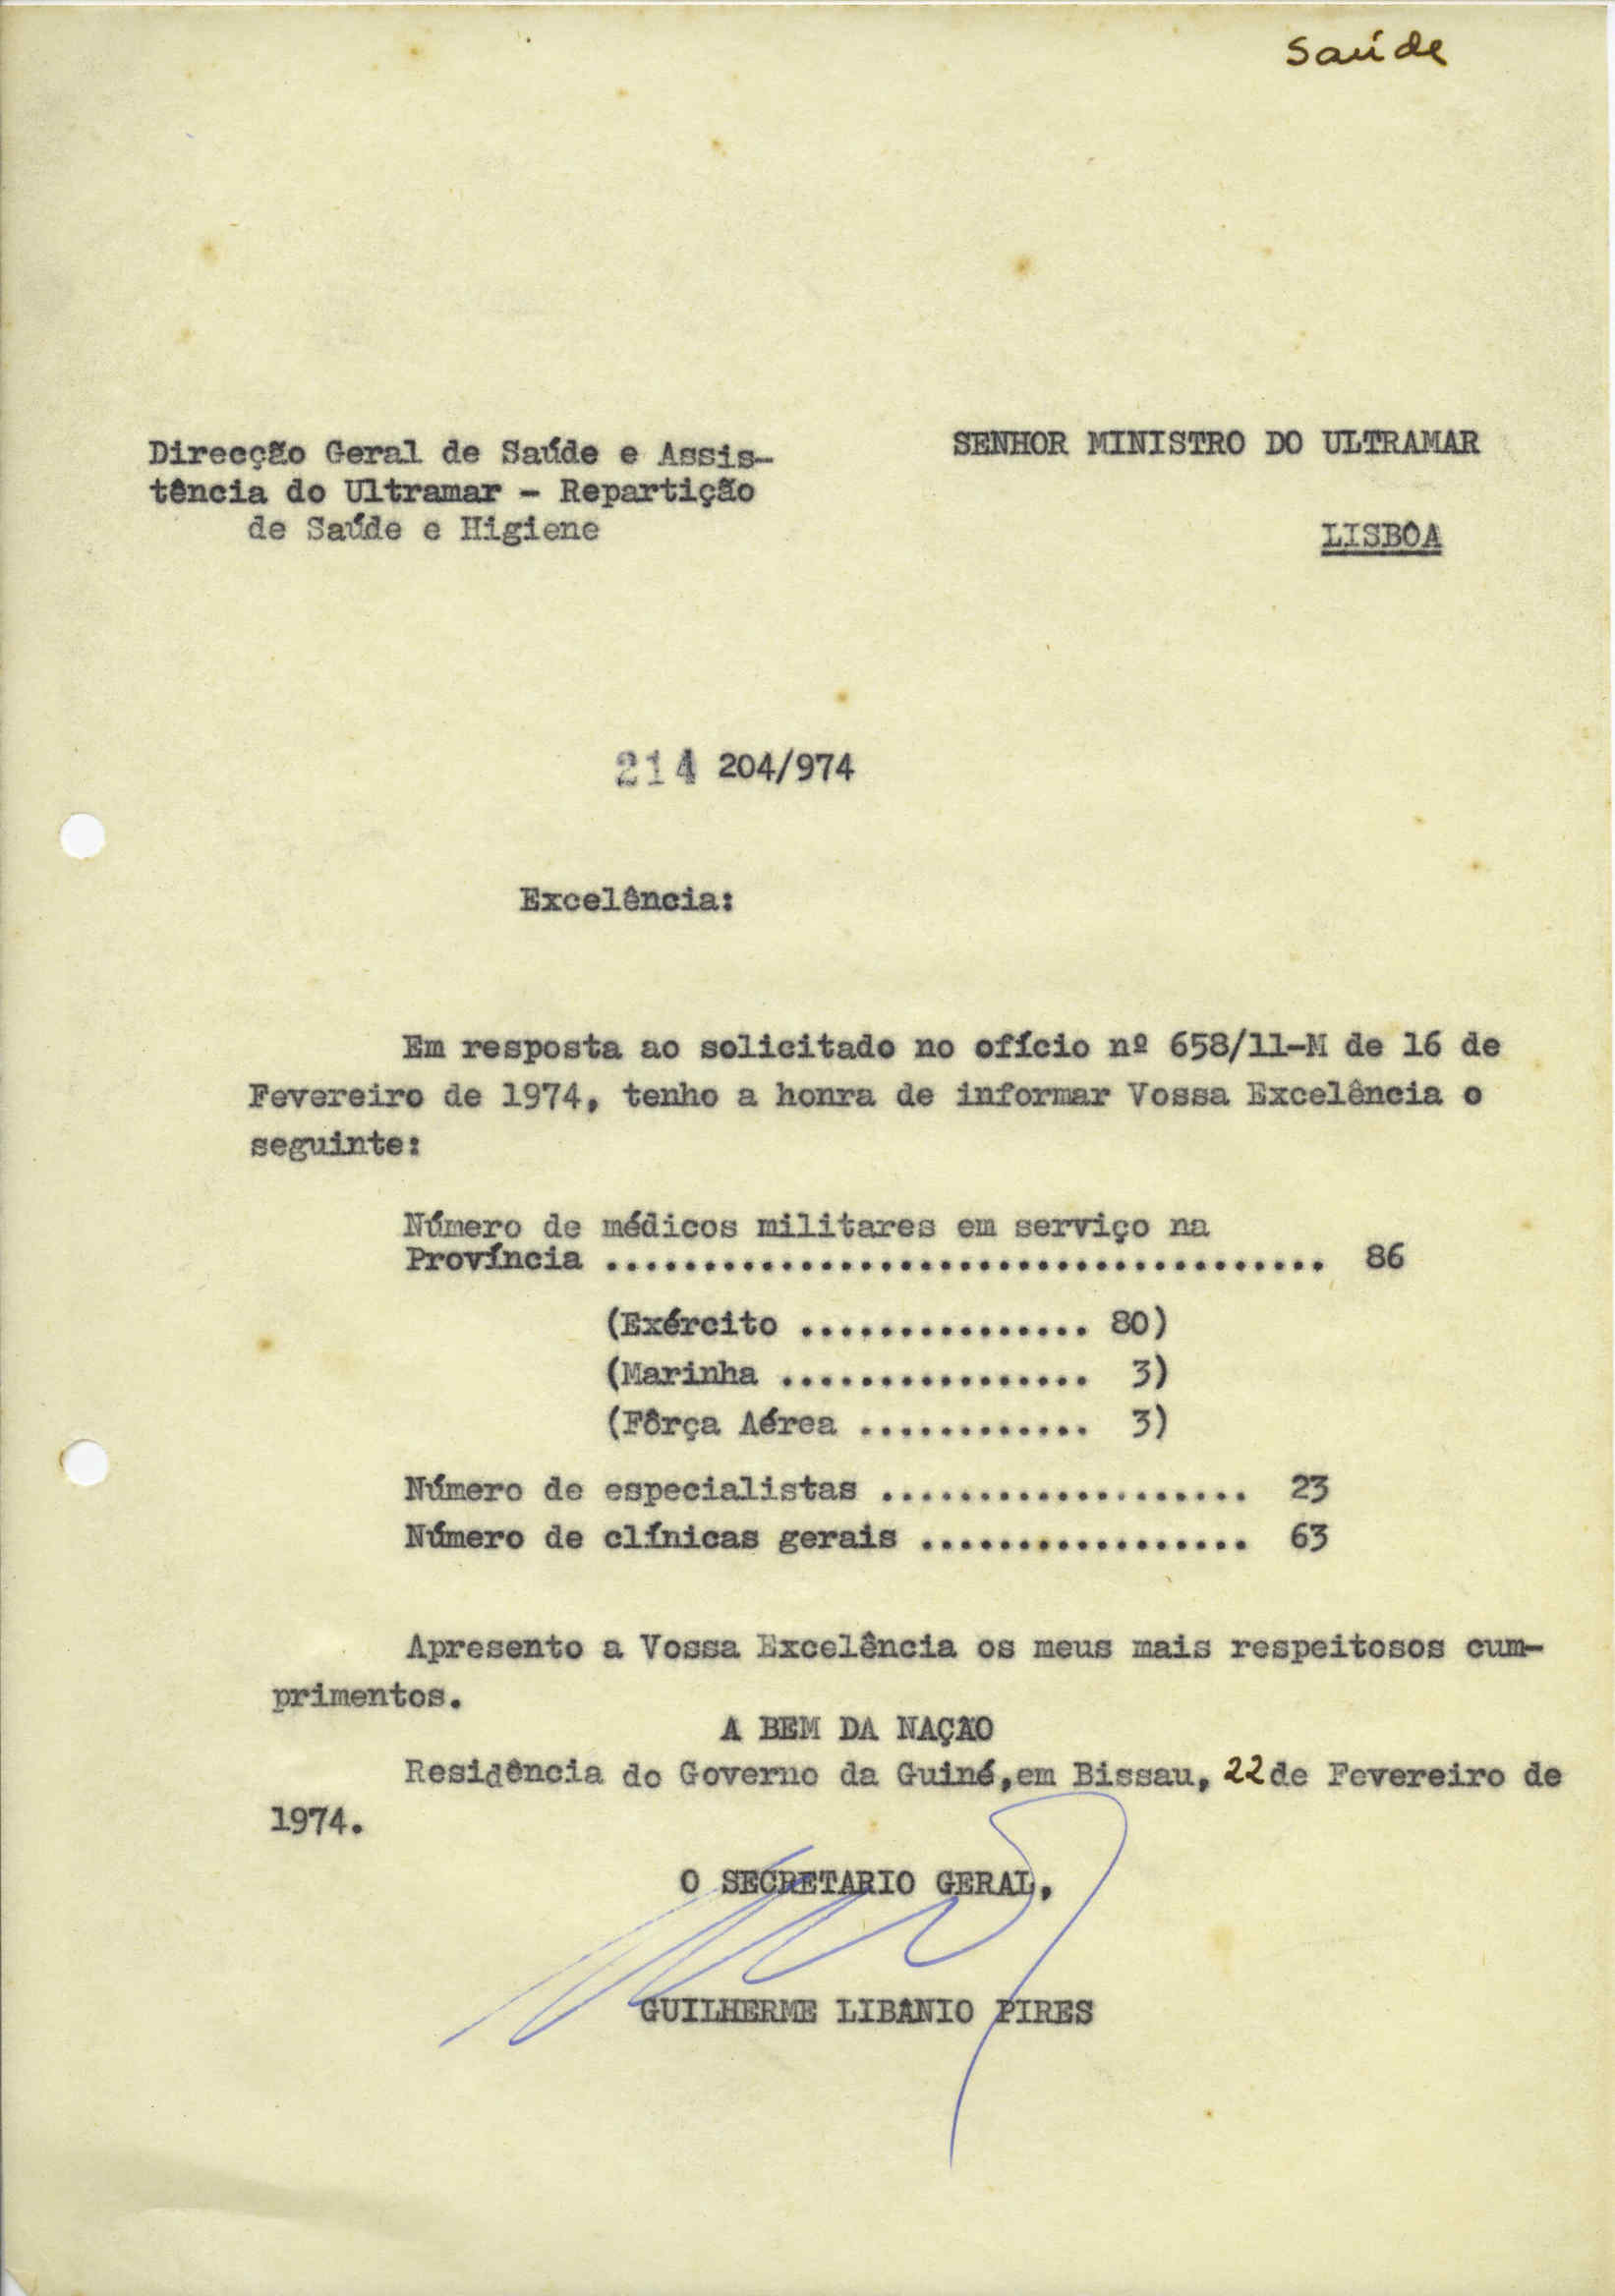 Saúde
Direcção Geral de Saúde e Assis-
tência do Ultramar - Repartição
de Saúde e Higiene
SENHOR MINISTRO DO ULTRAMAR
LISBOA
214 204/974
Excelência:
Em resposta ao solicitado no ofício nº 658/11-M de 16 de
Fevereiro de 1974, tenho a honra de informar Vossa Excelência o
seguinte:
Número de médicos militares em serviço na
Província ..................................... 86
(Exército ............... 80)
(Marinha ................ 3)
(Fôrça Aérea ............ 3)
Número de especialistas ................... 23
Número de clínicas gerais ................. 63
Apresento a Vossa Excelência os meus mais respeitosos cum-
primentos.
A BEM DA NAÇÃO
Residência do Governo da Guiné,em Bissau, 22 de Fevereiro de
1974.
O SECRETARIO GERAL,
GUILHERME LIBÂNIO PIRES